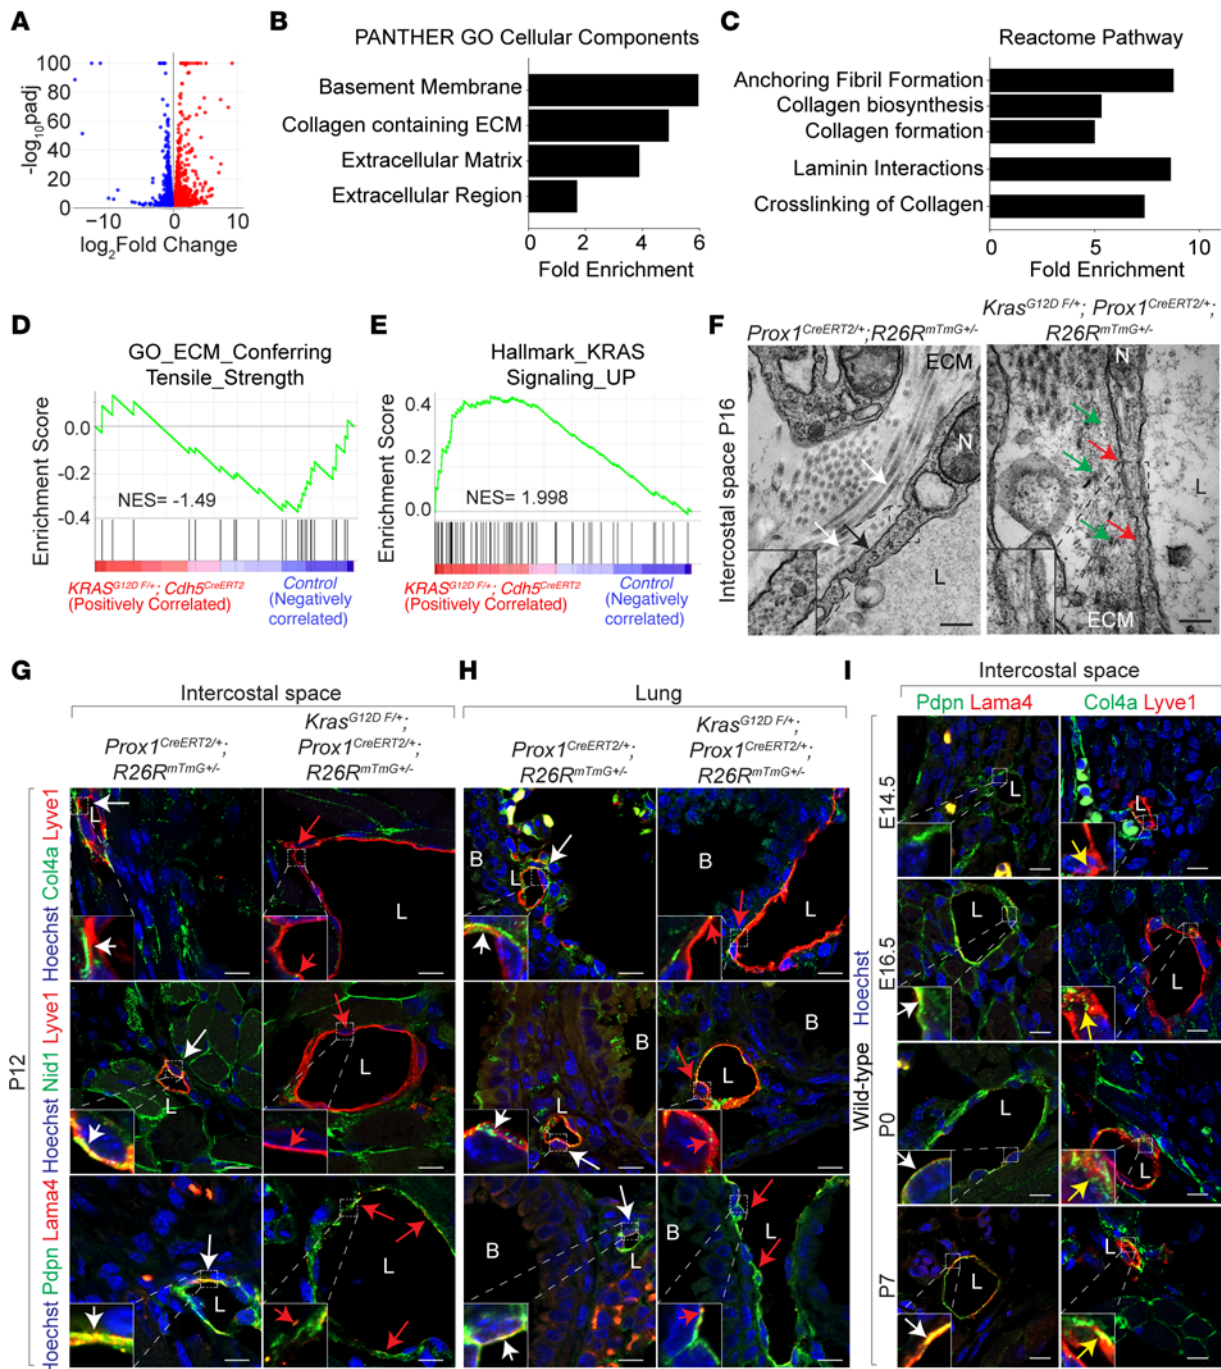 A
-log10padj
100
80
60
40
20
0
−10
0
10
log2Fold Change
B
PANTHER GO Cellular Components
Basement Membrane
Collagen containing ECM
Extracellular Matrix
Extracellular Region
0
2
4
6
Fold Enrichment
C
Reactome Pathway
Anchoring Fibril Formation
Collagen biosynthesis
Collagen formation
Laminin Interactions
Crosslinking of Collagen
0
5
10
Fold Enrichment
D
GO_ECM_Conferring
Tensile_Strength
Enrichment Score
0.0
-0.2
-0.4
NES= -1.49
KRASG12D F/+; Cdh5CreERT2
(Positively Correlated)
Control
(Negatively
correlated)
E
Hallmark_KRAS
Signaling_UP
Enrichment Score
0.4
0.2
0.0
NES= 1.998
KRASG12D F/+; Cdh5CreERT2
(Positively Correlated)
Control
(Negatively
correlated)
F
Prox1CreERT2/+;R26RmTmG+/-
KrasG12D F/+; Prox1CreERT2/+;
R26RmTmG+/-
Intercostal space P16
ECM
N
L
N
L
ECM
G
Intercostal space
Prox1CreERT2/+;
R26RmTmG+/-
KrasG12D F/+;
Prox1CreERT2/+;
R26RmTmG+/-
P12
Hoechst Col4a Lyve1
L
L
Hoechst Nid1 Lyve1
L
L
Hoechst Pdpn Lama4
L
L
H
Lung
Prox1CreERT2/+;
R26RmTmG+/-
KrasG12D F/+;
Prox1CreERT2/+;
R26RmTmG+/-
B
L
B
L
B
L
B
L
B
L
B
L
I
Intercostal space
Pdpn Lama4
Col4a Lyve1
Wild-type
Hoechst
E14.5
L
L
E16.5
L
L
P0
L
L
P7
L
L